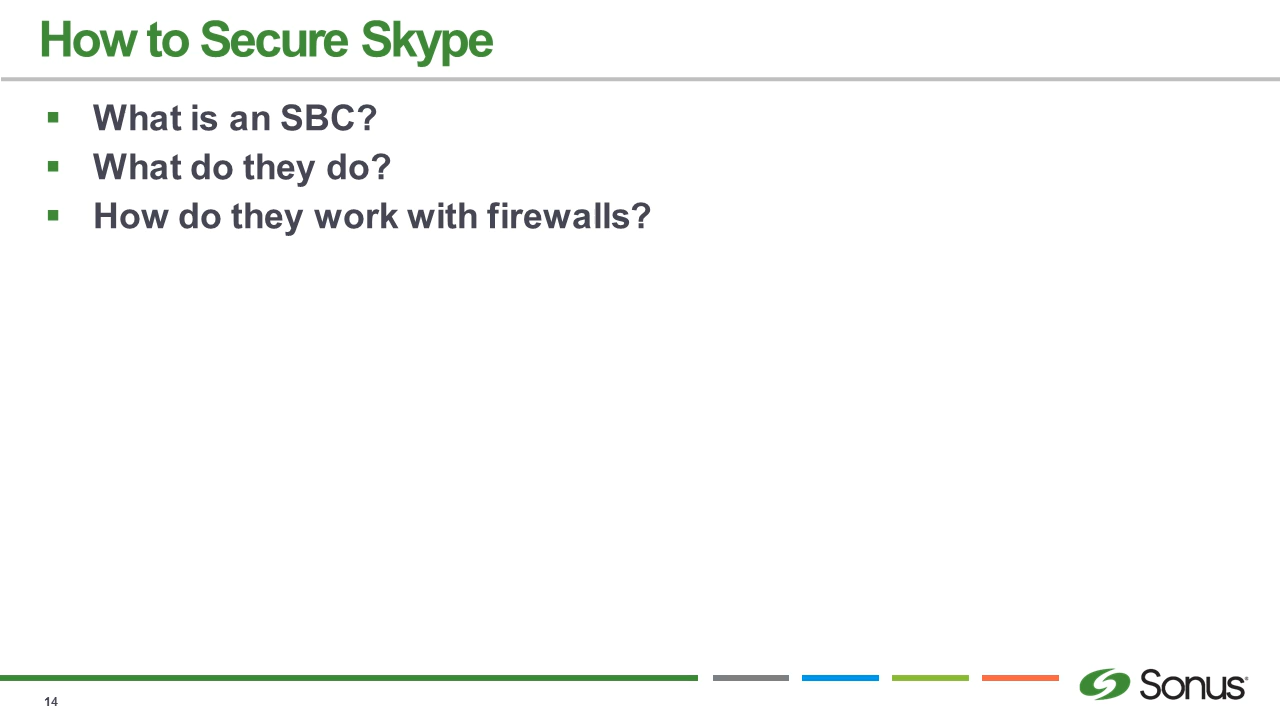 How to Secure Skype
▪ What is an SBC?
▪ What do they do?
▪ How do they work with firewalls?
14
Sonus